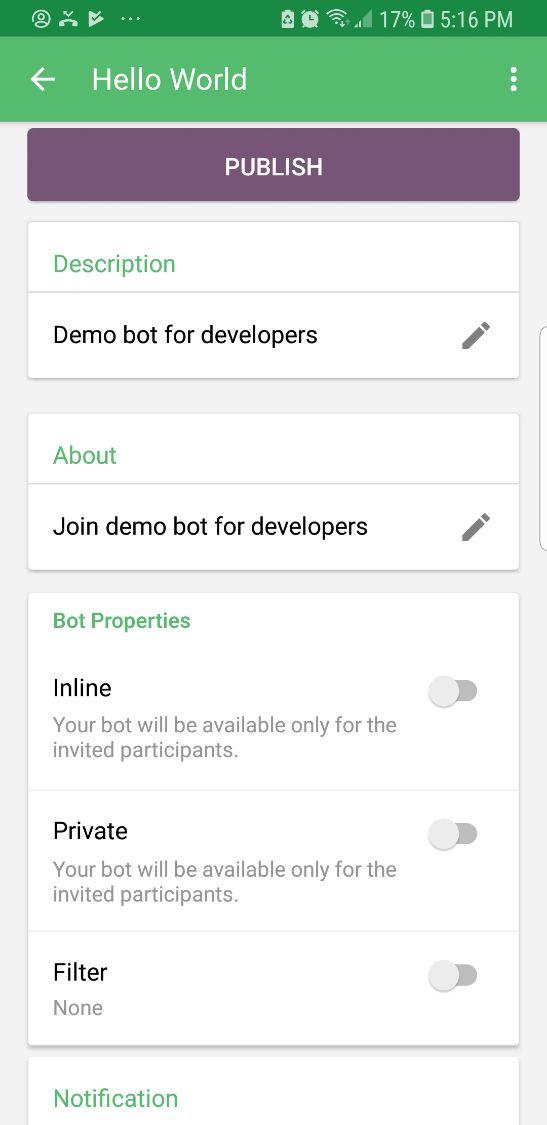 17% 5:16 PM
Hello World
PUBLISH
Description
Demo bot for developers
About
Join demo bot for developers
Bot Properties
Inline
Your bot will be available only for the
invited participants.
Private
Your bot will be available only for the
invited participants.
Filter
None
Notification